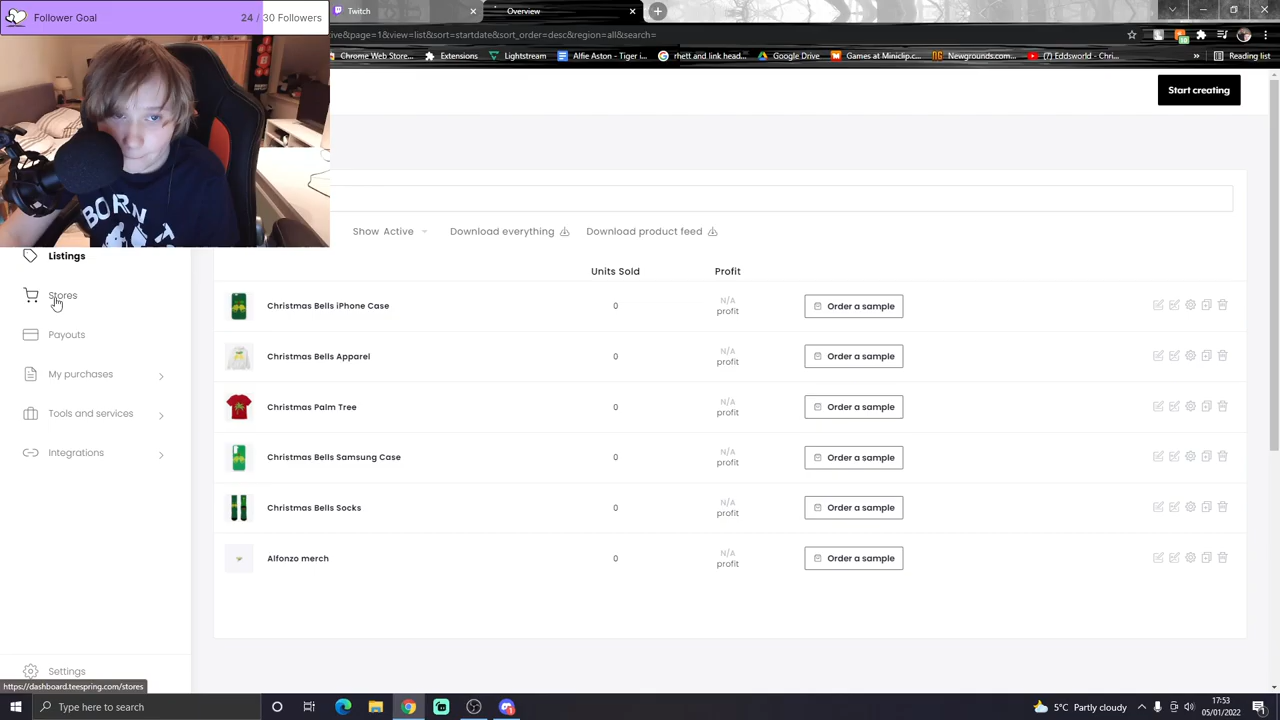 Follower Goal 24 / 30 Followers
Twitch
Overview
ve&page=1&view=list&sort=startdate&sort_order=desc&region=all&search=
Chrome Web Store...
Extensions
Lightstream
Alfie Aston - Tiger i...
rhett and link head...
Google Drive
Games at Miniclip.c...
Newgrounds.com...
Eddsworld - Chri...
Reading list
Start creating
BORN
Show Active
Download everything
Download product feed
Listings
Stores
Payouts
My purchases
Tools and services
Integrations
Units Sold Profit
Christmas Bells iPhone Case 0 N/A profit Order a sample
Christmas Bells Apparel 0 N/A profit Order a sample
Christmas Palm Tree 0 N/A profit Order a sample
Christmas Bells Samsung Case 0 N/A profit Order a sample
Christmas Bells Socks 0 N/A profit Order a sample
Alfonzo merch 0 N/A profit Order a sample
Settings
https://dashboard.teespring.com/stores
Type here to search
5°C Partly cloudy
17:53
05/01/2022